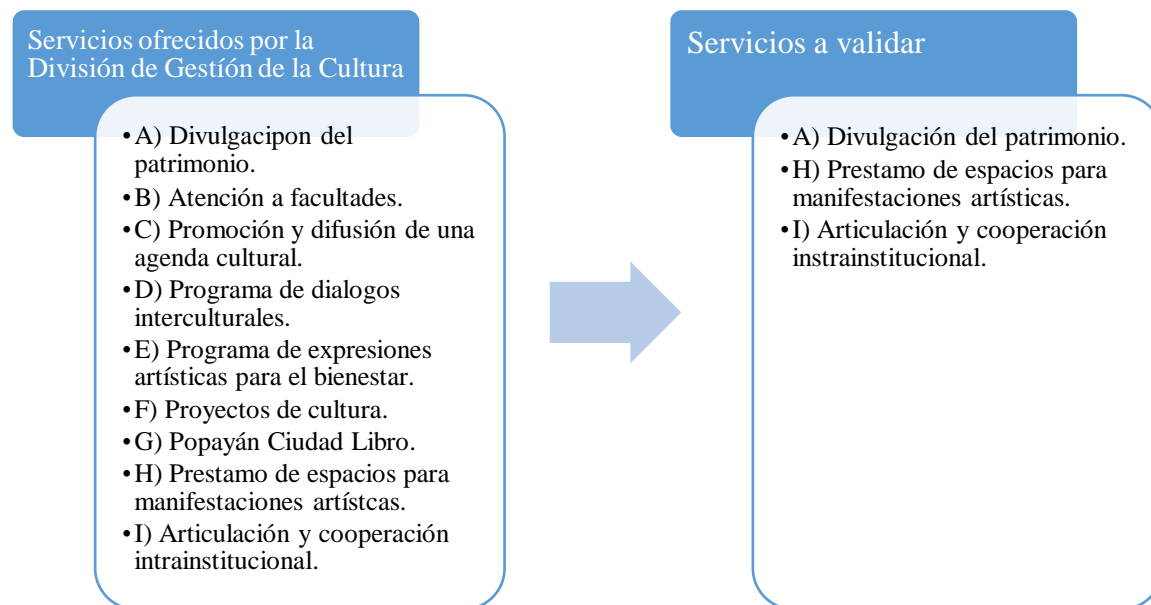 Servicios ofrecidos por la
División de Gestíón de la Cultura
•A) Divulgacipon del
patrimonio.
•B) Atención a facultades.
•C) Promoción y difusión de una
agenda cultural.
•D) Programa de dialogos
interculturales.
•E) Programa de expresiones
artísticas para el bienestar.
•F) Proyectos de cultura.
•G) Popayán Ciudad Libro.
•H) Prestamo de espacios para
manifestaciones artístcas.
•I) Articulación y cooperación
intrainstitucional.
Servicios a validar
•A) Divulgación del patrimonio.
•H) Prestamo de espacios para
manifestaciones artísticas.
•I) Articulación y cooperación
instrainstitucional.